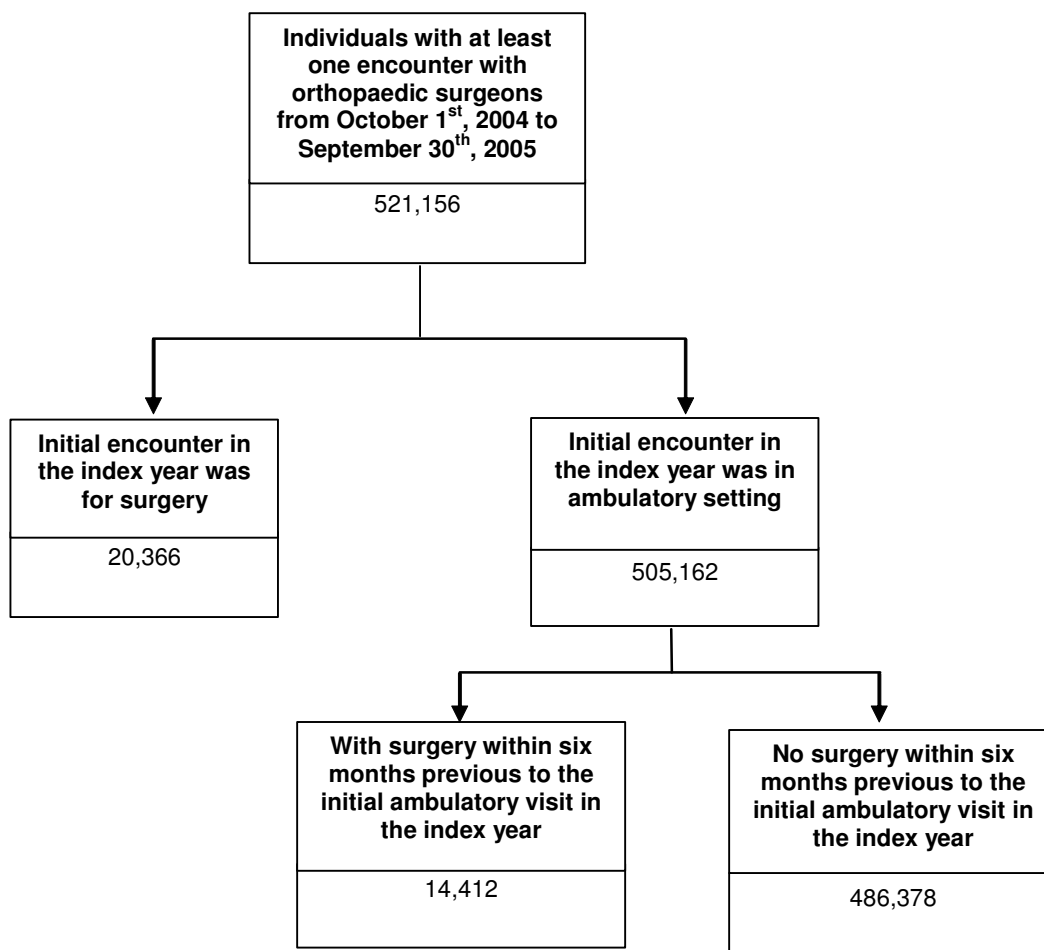 Individuals with at least
one encounter with
orthopaedic surgeons
from October 1st, 2004 to
September 30th, 2005
521,156
Initial encounter in
the index year was
for surgery
20,366
Initial encounter in
the index year was in
ambulatory setting
505,162
With surgery within six
months previous to the
initial ambulatory visit in
the index year
14,412
No surgery within six
months previous to the
initial ambulatory visit in
the index year
486,378